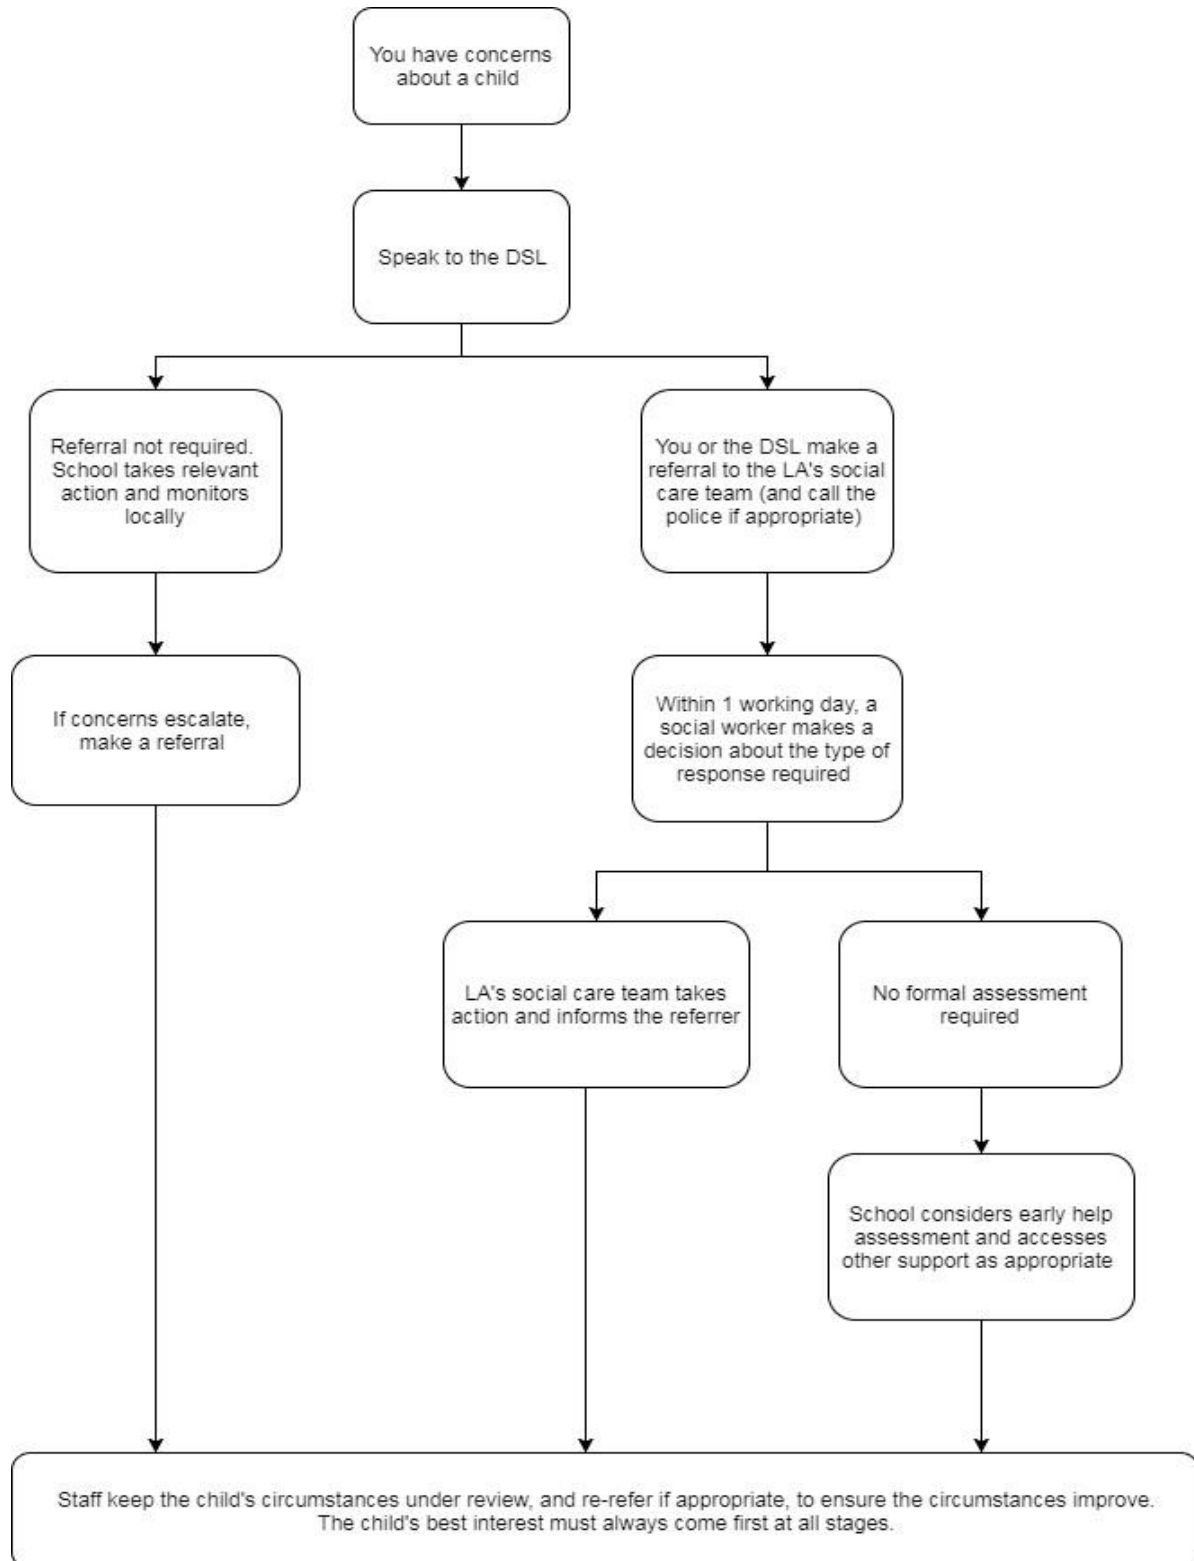 You have concerns
about a child
Speak to the DSL
Referral not required.
School takes relevant
action and monitors
locally
You or the DSL make a
referral to the LA's social
care team (and call the
police if appropriate)
If concerns escalate,
make a referral
Within 1 working day, a
social worker makes a
decision about the type of
response required
LA's social care team takes
action and informs the referrer
No formal assessment
required
School considers early help
assessment and accesses
other support as appropriate
Staff keep the child's circumstances under review, and re-refer if appropriate, to ensure the circumstances improve.
The child's best interest must always come first at all stages.